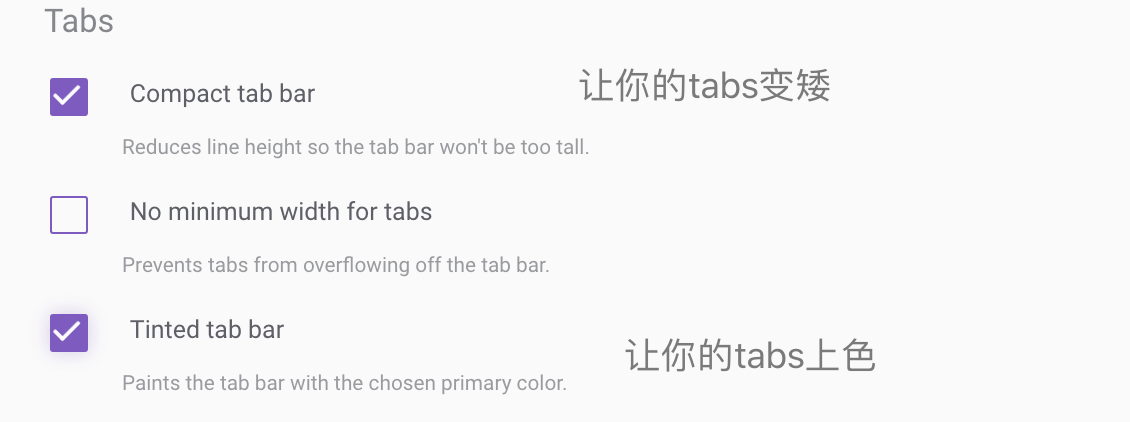 Tabs
Compact tab bar
让你的tabs变矮
Reduces line height so the tab bar won't be too tall.
No minimum width for tabs
Prevents tabs from overflowing off the tab bar.
Tinted tab bar
让你的tabs上色
Paints the tab bar with the chosen primary color.